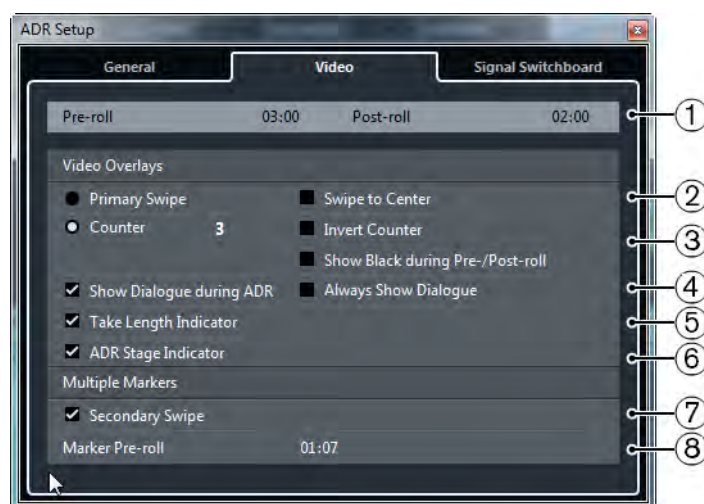 ADR Setup
General Video Signal Switchboard
Pre-roll 03:00 Post-roll 02:00 1
Video Overlays
Primary Swipe Swipe to Center 2
Counter 3 Invert Counter 3
Show Black during Pre-/Post-roll
Show Dialogue during ADR Always Show Dialogue 4
Take Length Indicator 5
ADR Stage Indicator 6
Multiple Markers
Secondary Swipe 7
Marker Pre-roll 01:07 8